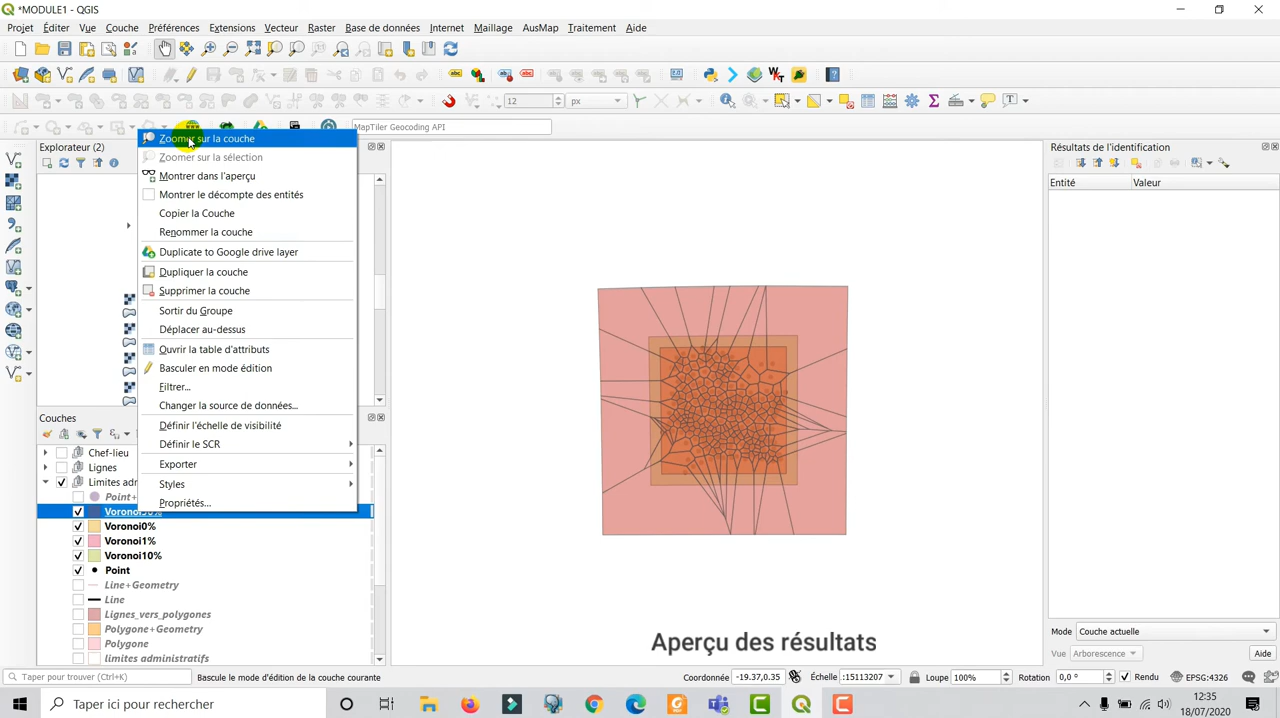 *MODULE1 - QGIS
Projet Éditer Vue Couche Préférences Extensions Vecteur Raster Base de données Internet Maillage AusMap Traitement Aide
12 px
MapTiler Geocoding API
Explorateur (2)
Zoomer sur la couche
Zoomer sur la sélection
Montrer dans l'aperçu
Montrer le décompte des entités
Copier la Couche
Renommer la couche
Duplicate to Google drive layer
Dupliquer la couche
Supprimer la couche
Sortir du Groupe
Déplacer au-dessus
Ouvrir la table d'attributs
Basculer en mode édition
Filtrer...
Changer la source de données...
Définir l'échelle de visibilité
Définir le SCR
Exporter
Styles
Propriétés...
Couches
Chef-lieu
Lignes
Limites adm
Point+
Voronoi0%
Voronoi1%
Voronoi10%
Point
Line+Geometry
Line
Lignes_vers_polygones
Polygone+Geometry
Polygone
limites administratifs
Aperçu des résultats
Résultats de l'identification
Entité Valeur
Mode Couche actuelle
Vue Arborescence Aide
Taper pour trouver (Ctrl+K) Bascule le mode d'édition de la couche courante Coordonnée -19.37,0.35 Échelle :15113207 Loupe 100% Rotation 0,0 ° Rendu EPSG:4326
Taper ici pour rechercher
12:35
18/07/2020